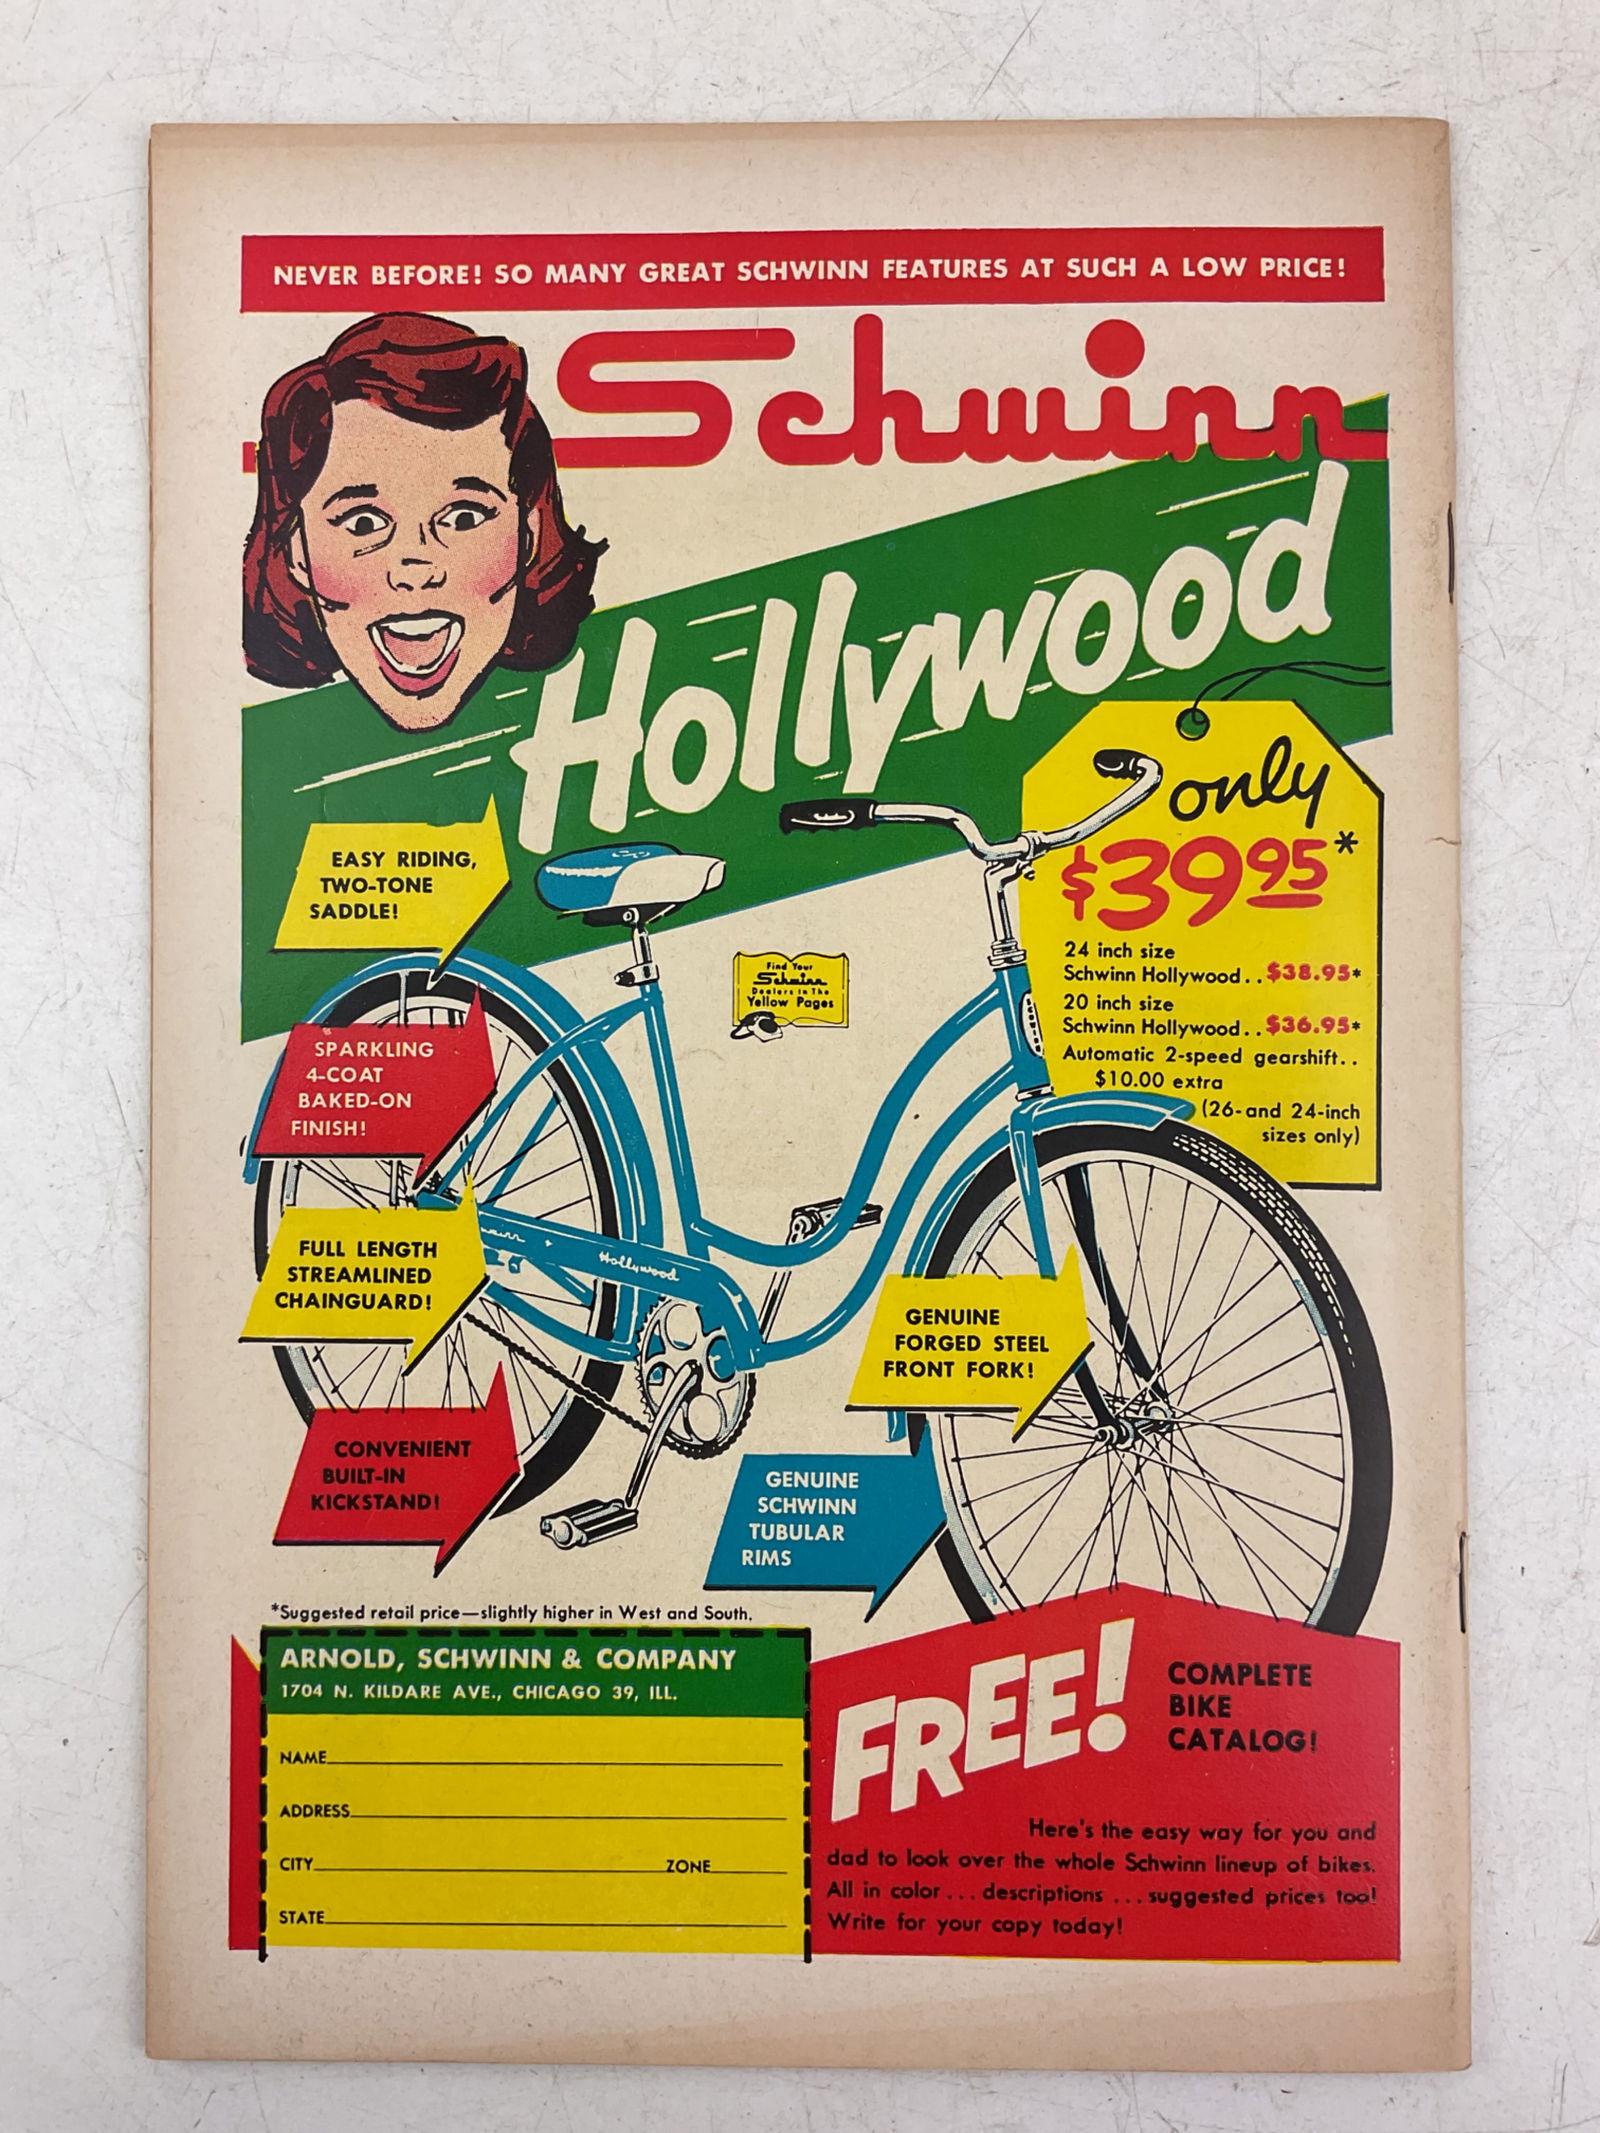 NEVER BEFORE! SO MANY GREAT SCHWINN FEATURES AT SUCH A LOW PRICE!
Schwinn
Hollywood
only
$39.95*
24 inch size
Schwinn Hollywood..$38.95*
20 inch size
Schwinn Hollywood..$36.95*
Automatic 2-speed gearshift..
$10.00 extra
(26-and 24-inch
sizes only)
EASY RIDING,
TWO-TONE
SADDLE!
Find Your
Schwinn
Dealers in The
Yellow Pages
SCHWINN
SPARKLING
4-COAT
BAKED-ON
FINISH!
FULL LENGTH
STREAMLINED
CHAINGUARD!
Hollywood
GENUINE
FORGED STEEL
FRONT FORK!
CONVENIENT
BUILT-IN
KICKSTAND!
GENUINE
SCHWINN
TUBULAR
RIMS
*Suggested retail price—slightly higher in West and South.
ARNOLD, SCHWINN & COMPANY
1704 N. KILDARE AVE., CHICAGO 39, ILL.
NAME
ADDRESS
CITY ZONE
STATE
FREE!
COMPLETE
BIKE
CATALOG!
Here's the easy way for you and
dad to look over the whole Schwinn lineup of bikes.
All in color...descriptions...suggested prices too!
Write for your copy today!